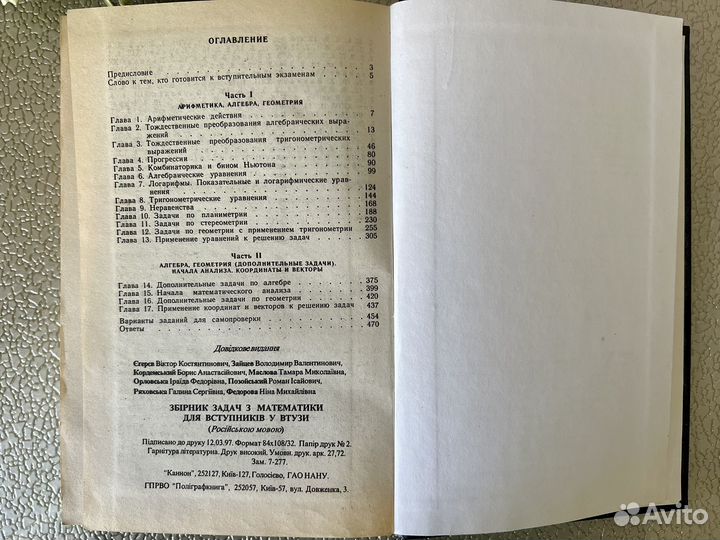 ОГЛАВЛЕНИЕ
Предисловие 3
Слово к тем, кто готовится к вступительным экзаменам 5
Часть I
АРИФМЕТИКА, АЛГЕБРА, ГЕОМЕТРИЯ
Глава 1. Арифметические действия 7
Глава 2. Тождественные преобразования алгебраических выра-
жений 13
Глава 3. Тождественные преобразования тригонометрических
выражений 46
Глава 4. Прогрессии 80
Глава 5. Комбинаторика и бином Ньютона 90
Глава 6. Алгебраические уравнения 99
Глава 7. Логарифмы. Показательные и логарифмические урав-
нения 124
Глава 8. Тригонометрические уравнения 144
Глава 9. Неравенства 168
Глава 10. Задачи по планиметрии 188
Глава 11. Задачи по стереометрии 230
Глава 12. Задачи по геометрии с применением тригонометрии 255
Глава 13. Применение уравнений к решению задач 305
Часть II
АЛГЕБРА, ГЕОМЕТРИЯ (ДОПОЛНИТЕЛЬНЫЕ ЗАДАЧИ).
НАЧАЛА АНАЛИЗА. КООРДИНАТЫ И ВЕКТОРЫ
Глава 14. Дополнительные задачи по алгебре 375
Глава 15. Начала математического анализа 399
Глава 16. Дополнительные задачи по геометрии 420
Глава 17. Применение координат и векторов к решению задач 437
Варианты заданий для самопроверки 454
Ответы 470
Довідкове видання
Єгерєв Віктор Костянтинович, Зайцев Володимир Валентинович,
Кордемський Борис Анастасійович, Маслова Тамара Миколаївна,
Орловська Іраїда Федорівна, Позойський Роман Ісайович,
Ряховська Галина Сергіївна, Федорова Ніна Михайлівна
ЗБІРНИК ЗАДАЧ З МАТЕМАТИКИ
ДЛЯ ВСТУПНИКІВ У ВТУЗИ
(Російською мовою)
Підписано до друку 12.03.97. Формат 84х108/32. Папір друк № 2.
Гарнітура літературна. Друк високий. Умовн. друк. арк. 27,72.
Зам. 7-277.
"Каннон", 252127, Київ-127, Голосієво, ГАО НАНУ.
ГПРВО "Поліграфкнига", 252057, Київ-57, вул. Довженка, 3.
Avito